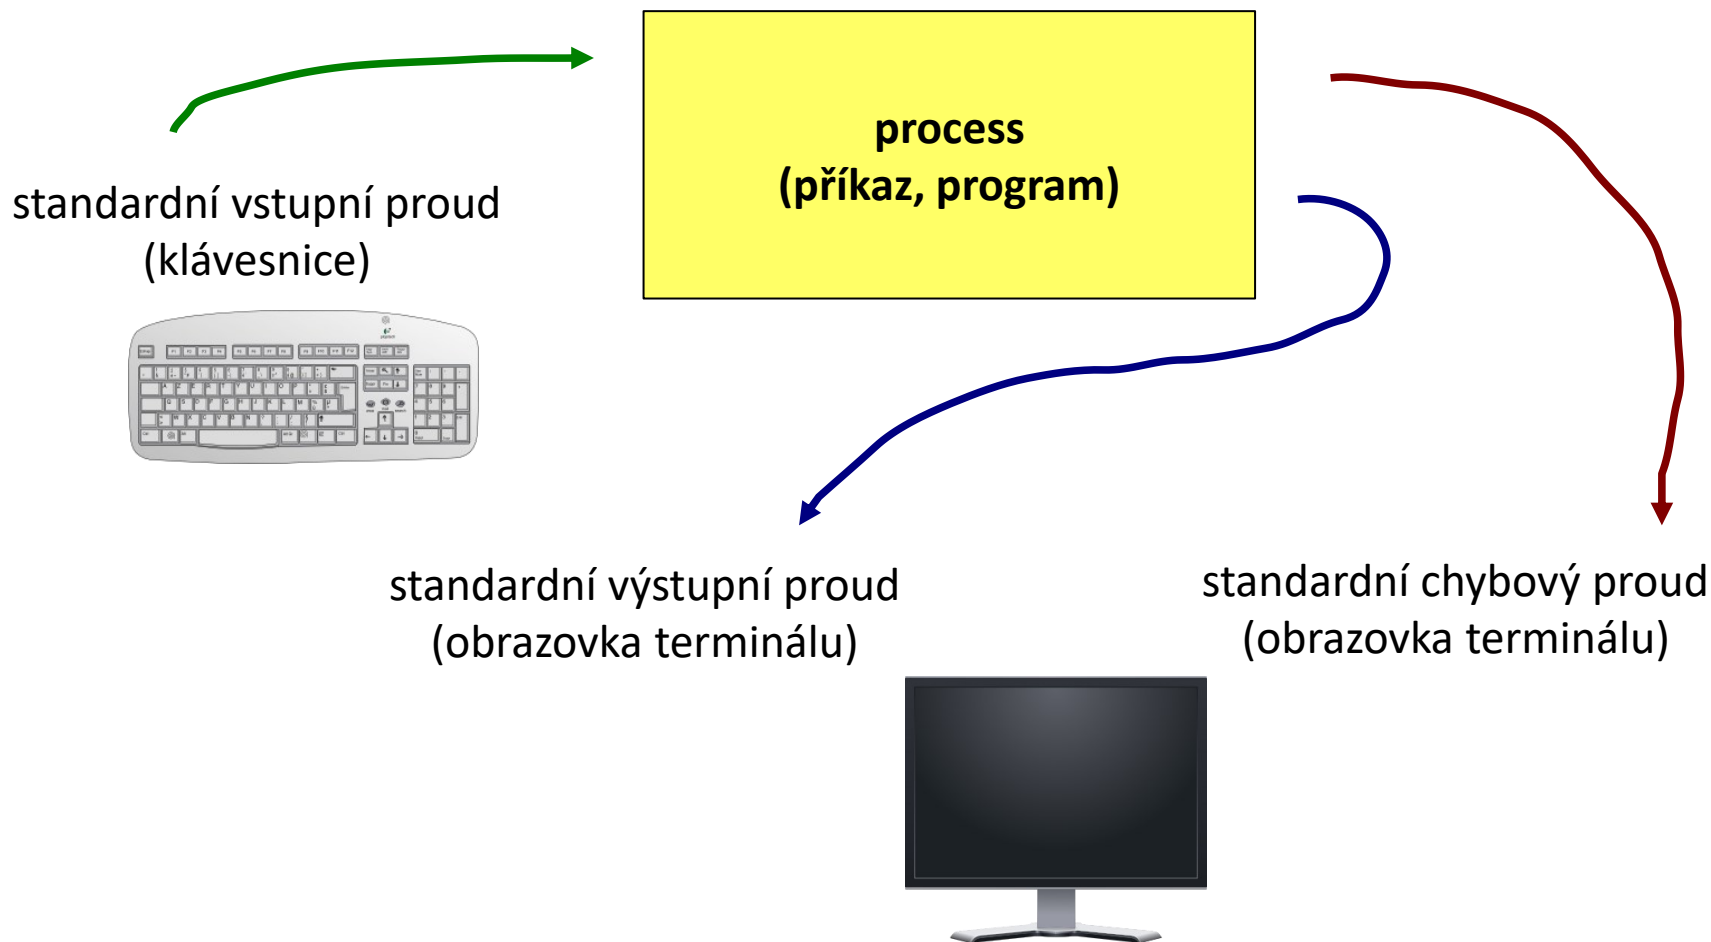 process
(příkaz, program)
standardní vstupní proud
(klávesnice)
standardní výstupní proud
(obrazovka terminálu)
standardní chybový proud
(obrazovka terminálu)